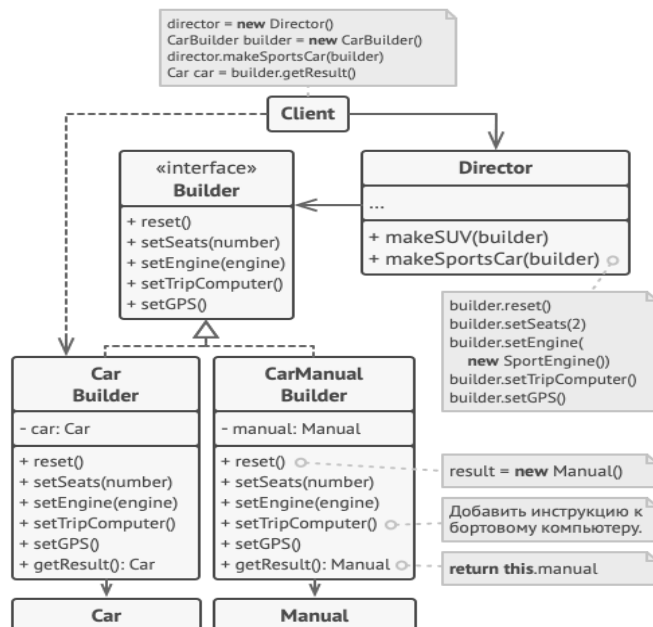 director = new Director()
CarBuilder builder = new CarBuilder()
director.makeSportsCar(builder)
Car car = builder.getResult()
Client
«interface»
Builder
+ reset()
+ setSeats(number)
+ setEngine(engine)
+ setTripComputer()
+ setGPS()
Director
...
+ makeSUV(builder)
+ makeSportsCar(builder)
builder.reset()
builder.setSeats(2)
builder.setEngine(
new SportEngine())
builder.setTripComputer()
builder.setGPS()
Car
Builder
- car: Car
+ reset()
+ setSeats(number)
+ setEngine(engine)
+ setTripComputer()
+ setGPS()
+ getResult(): Car
CarManual
Builder
- manual: Manual
+ reset()
+ setSeats(number)
+ setEngine(engine)
+ setTripComputer()
+ setGPS()
+ getResult(): Manual
result = new Manual()
Добавить инструкцию к
бортовому компьютеру.
return this.manual
Car
Manual